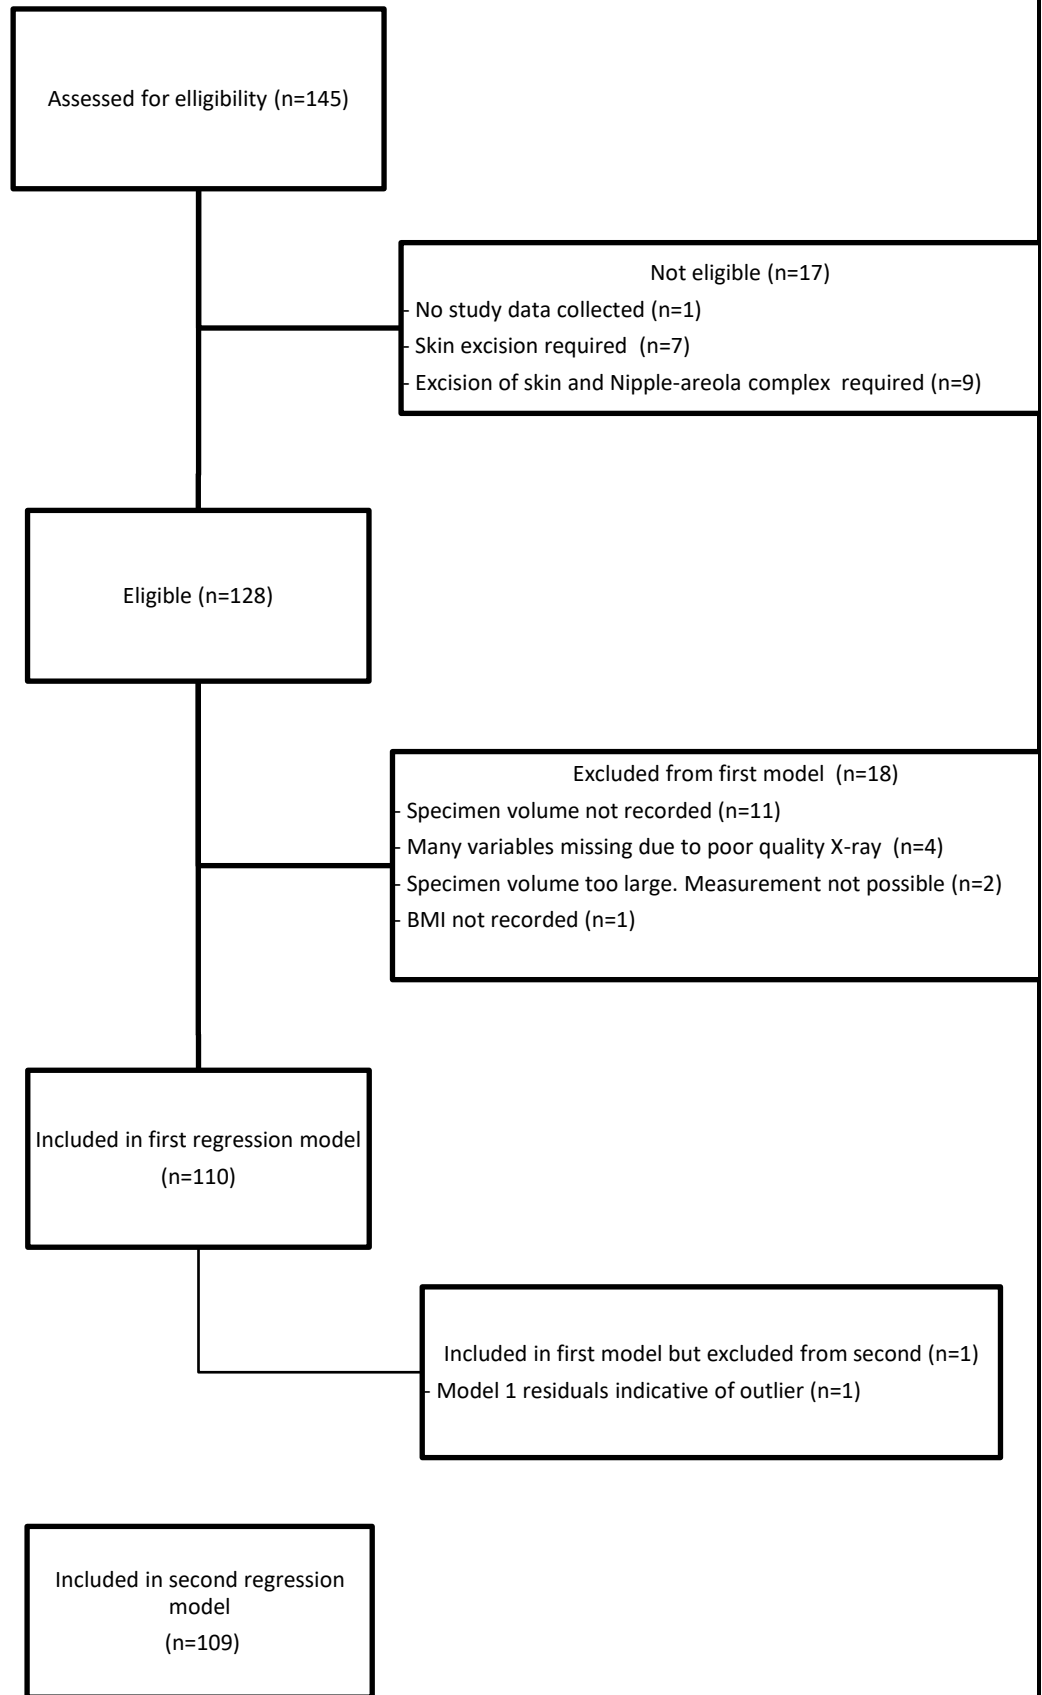 Assessed for elligibility (n=145)
Not eligible (n=17)
- No study data collected (n=1)
- Skin excision required (n=7)
- Excision of skin and Nipple-areola complex required (n=9)
Eligible (n=128)
Excluded from first model (n=18)
- Specimen volume not recorded (n=11)
- Many variables missing due to poor quality X-ray (n=4)
- Specimen volume too large. Measurement not possible (n=2)
- BMI not recorded (n=1)
Included in first regression model
(n=110)
Included in first model but excluded from second (n=1)
- Model 1 residuals indicative of outlier (n=1)
Included in second regression
model
(n=109)